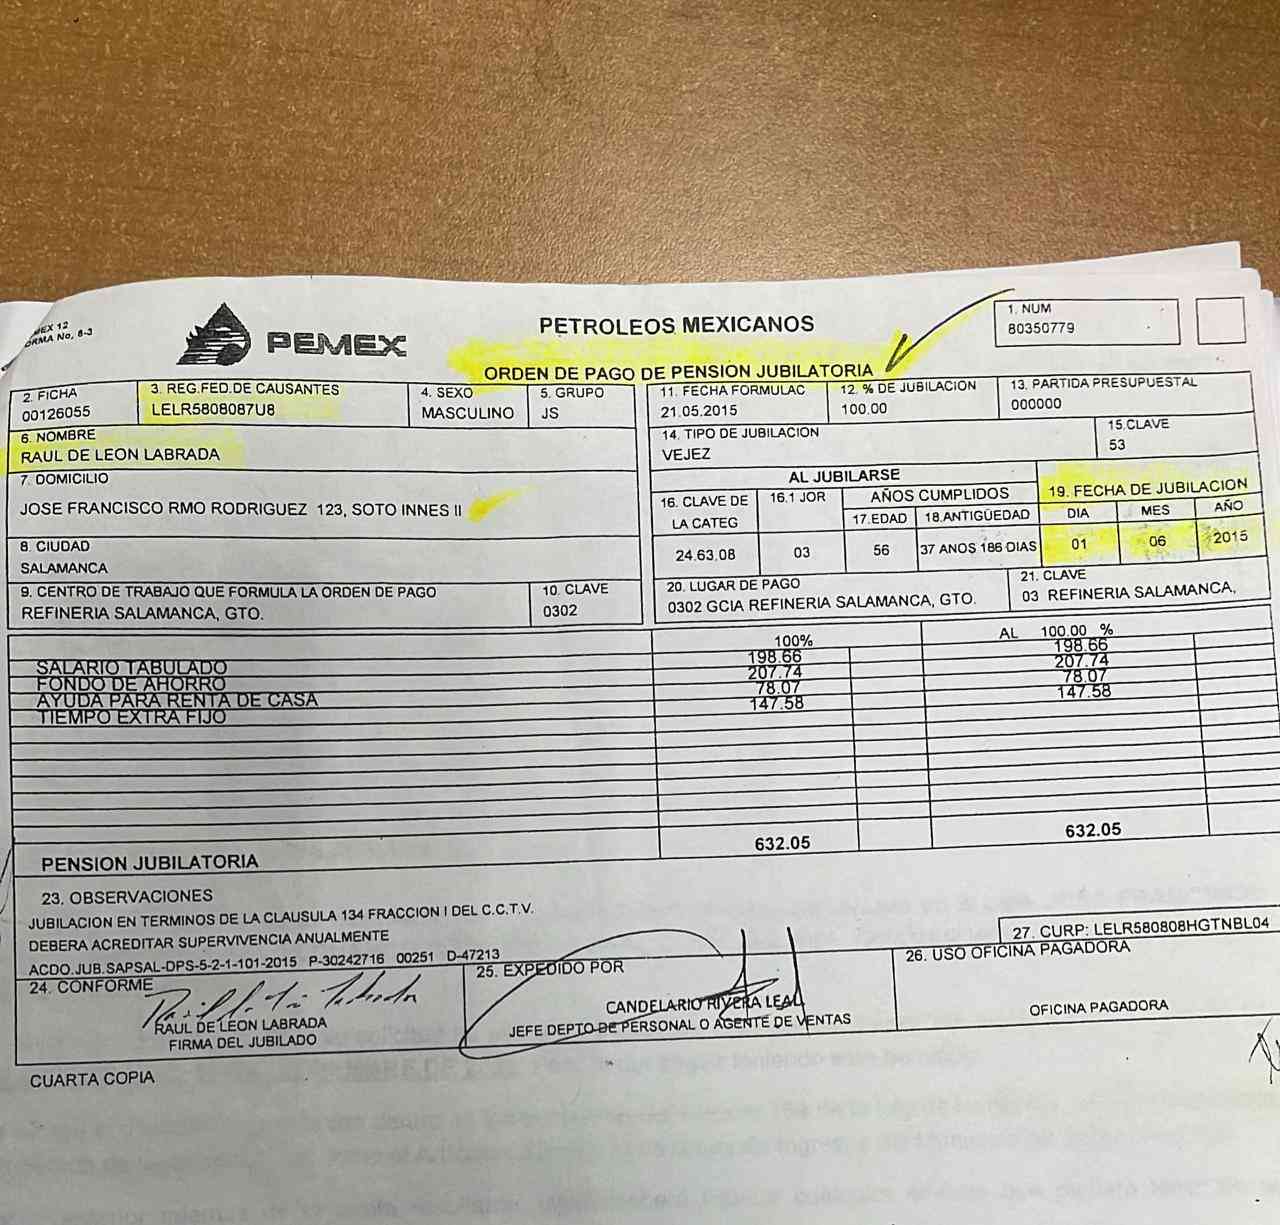 PEMEX
PETROLEOS MEXICANOS
ORDEN DE PAGO DE PENSION JUBILATORIA
1. NUM
80350779
2. FICHA
00126055
3. REG.FED.DE CAUSANTES
LELR5808087U8
4. SEXO
MASCULINO
5. GRUPO
JS
11. FECHA FORMULAC
21.05.2015
12. % DE JUBILACION
100.00
13. PARTIDA PRESUPUESTAL
000000
6. NOMBRE
RAUL DE LEON LABRADA
14. TIPO DE JUBILACION
VEJEZ
15.CLAVE
53
7. DOMICILIO
JOSE FRANCISCO RMO RODRIGUEZ 123, SOTO INNES II
AL JUBILARSE
16. CLAVE DE
LA CATEG
24.63.08
16.1 JOR
03
AÑOS CUMPLIDOS
17.EDAD
56
18.ANTIGÜEDAD
37 ANOS 186 DIAS
19. FECHA DE JUBILACION
DIA MES AÑO
01 06 2015
8. CIUDAD
SALAMANCA
9. CENTRO DE TRABAJO QUE FORMULA LA ORDEN DE PAGO
REFINERIA SALAMANCA, GTO.
10. CLAVE
0302
20. LUGAR DE PAGO
0302 GCIA REFINERIA SALAMANCA, GTO.
21. CLAVE
03 REFINERIA SALAMANCA,
100% AL 100.00 %
SALARIO TABULADO 198.66 198.66
FONDO DE AHORRO 207.74 207.74
AYUDA PARA RENTA DE CASA 78.07 78.07
TIEMPO EXTRA FIJO 147.58 147.58
PENSION JUBILATORIA 632.05 632.05
23. OBSERVACIONES
JUBILACION EN TERMINOS DE LA CLAUSULA 134 FRACCION I DEL C.C.T.V.
DEBERA ACREDITAR SUPERVIVENCIA ANUALMENTE
ACDO.JUB.SAPSAL-DPS-5-2-1-101-2015 P-30242716 00251 D-47213
27. CURP: LELR580808HGTNBL04
24. CONFORME
RAUL DE LEON LABRADA
FIRMA DEL JUBILADO
25. EXPEDIDO POR
CANDELARIO RIVERA LEAL
JEFE DEPTO DE PERSONAL O AGENTE DE VENTAS
26. USO OFICINA PAGADORA
OFICINA PAGADORA
CUARTA COPIA